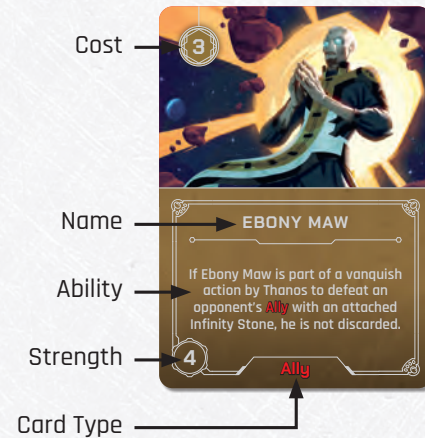 Cost
3
Name
EBONY MAW
Ability
If Ebony Maw is part of a vanquish
action by Thanos to defeat an
opponent's Ally with an attached
Infinity Stone, he is not discarded.
Strength
4
Ally
Card Type